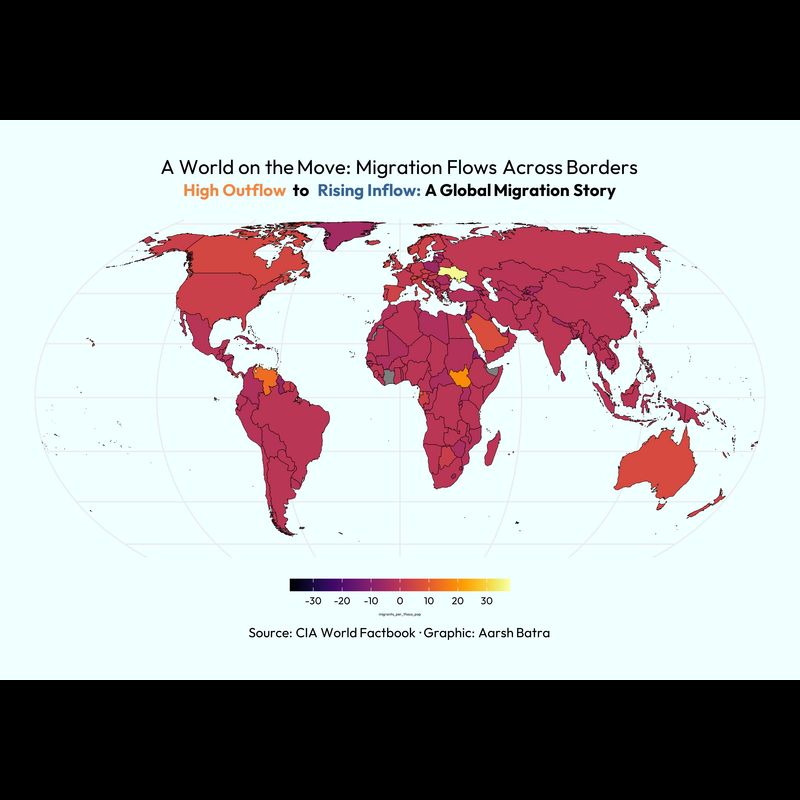 A World on the Move: Migration Flows Across Borders
High Outflow to Rising Inflow: A Global Migration Story
-30 -20 -10 0 10 20 30
migrants_per_thous_pop
Source: CIA World Factbook · Graphic: Aarsh Batra